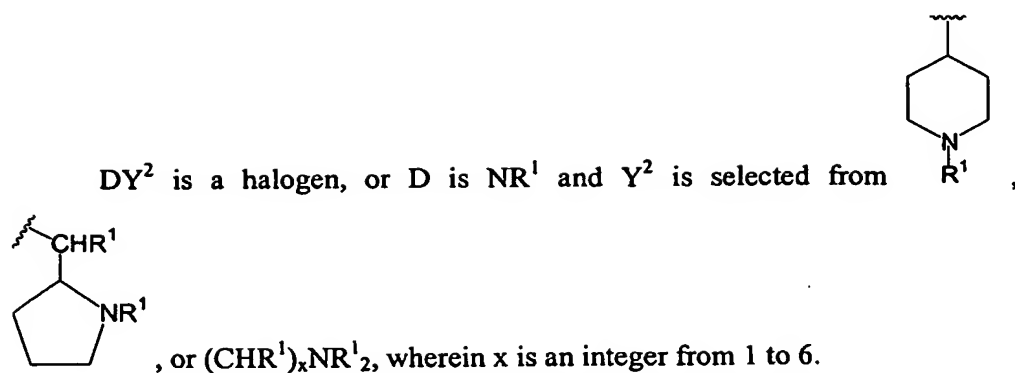 DY² is a halogen, or D is NR¹ and Y² is selected from N R¹ ,
CHR¹
NR¹
, or (CHR¹)ₓNR¹₂, wherein x is an integer from 1 to 6.